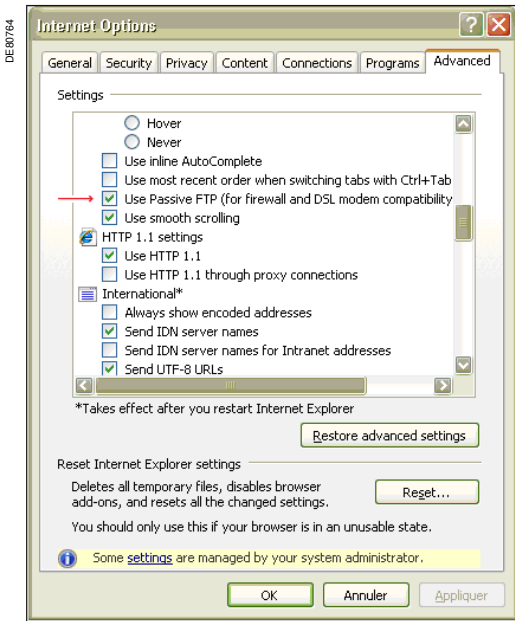 DE80764
Internet Options
General Security Privacy Content Connections Programs Advanced
Settings
Hover
Never
Use inline AutoComplete
Use most recent order when switching tabs with Ctrl+Tab
Use Passive FTP (for firewall and DSL modem compatibility
Use smooth scrolling
HTTP 1.1 settings
Use HTTP 1.1
Use HTTP 1.1 through proxy connections
International*
Always show encoded addresses
Send IDN server names
Send IDN server names for Intranet addresses
Send UTF-8 URLs
*Takes effect after you restart Internet Explorer
Restore advanced settings
Reset Internet Explorer settings
Deletes all temporary files, disables browser
add-ons, and resets all the changed settings.
Reset...
You should only use this if your browser is in an unusable state.
Some settings are managed by your system administrator.
OK Annuler Appliquer